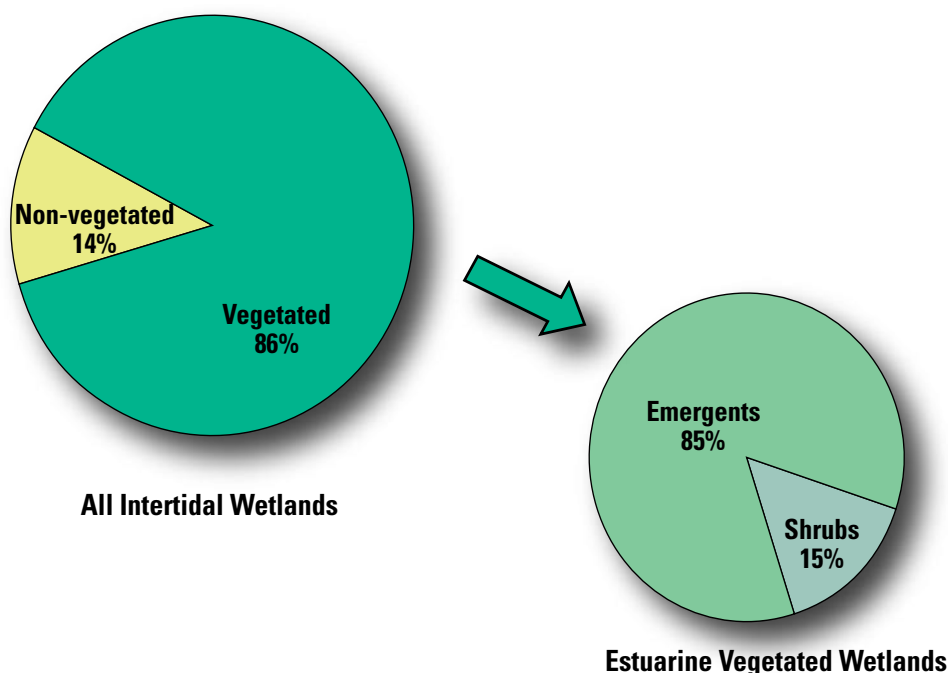 Non-vegetated
14%
Vegetated
86%
All Intertidal Wetlands
Emergents
85%
Shrubs
15%
Estuarine Vegetated Wetlands